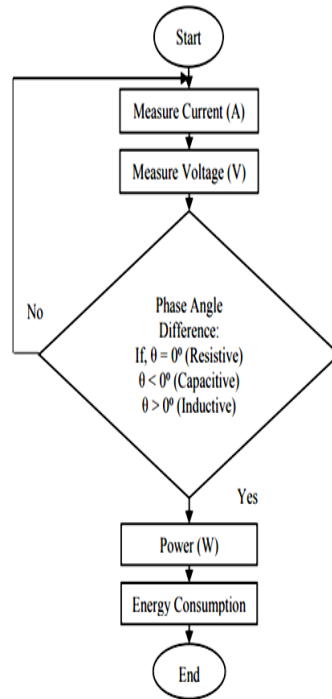 Start
Measure Current (A)
Measure Voltage (V)
No
Phase Angle
Difference:
If, θ = 0º (Resistive)
θ < 0º (Capacitive)
θ > 0º (Inductive)
Yes
Power (W)
Energy Consumption
End